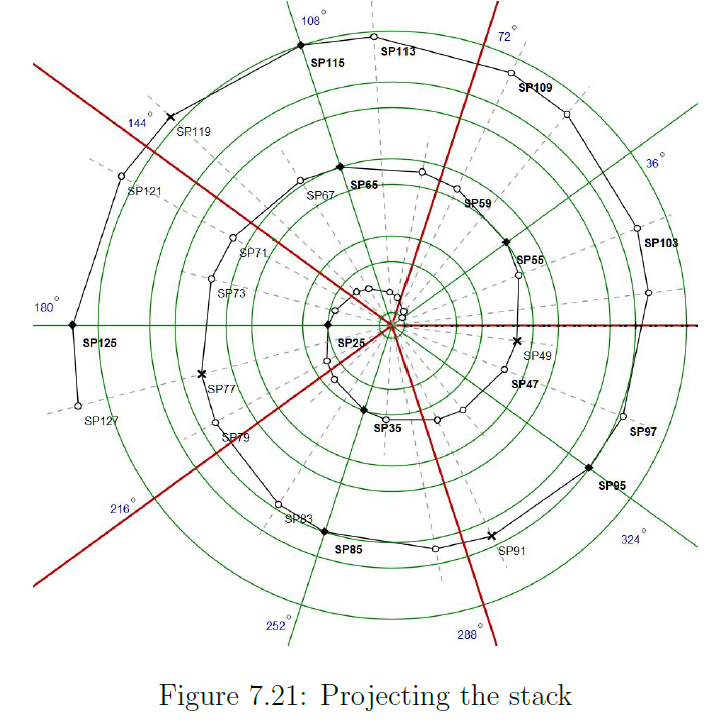 108°
72°
SP113
SP115
SP109
144°
SP119
36°
SP121
SP67
SP65
SP59
SP71
SP103
SP55
SP73
180°
SP125
SP25
SP49
SP47
SP77
SP127
SP35
SP97
SP79
SP95
216°
SP83
324°
SP85
SP91
252°
288°
Figure 7.21: Projecting the stack